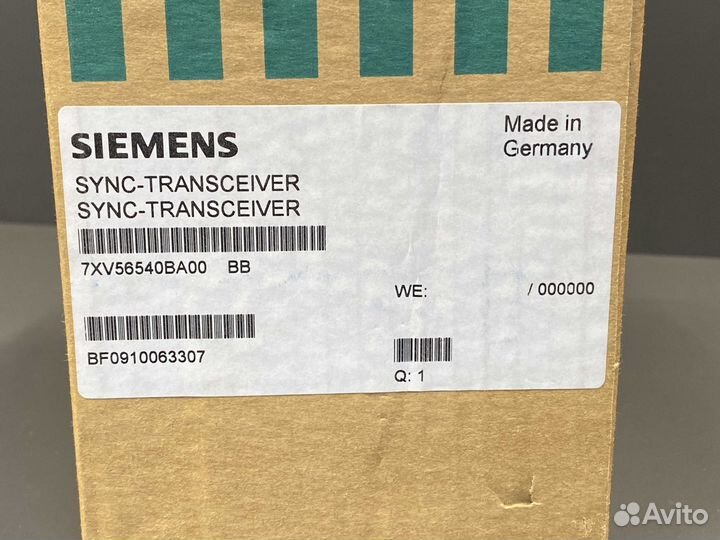 SIEMENS
Made in
Germany
SYNC-TRANSCEIVER
SYNC-TRANSCEIVER
7XV56540BA00 BB
WE: / 000000
BF0910063307
Q: 1
Avito